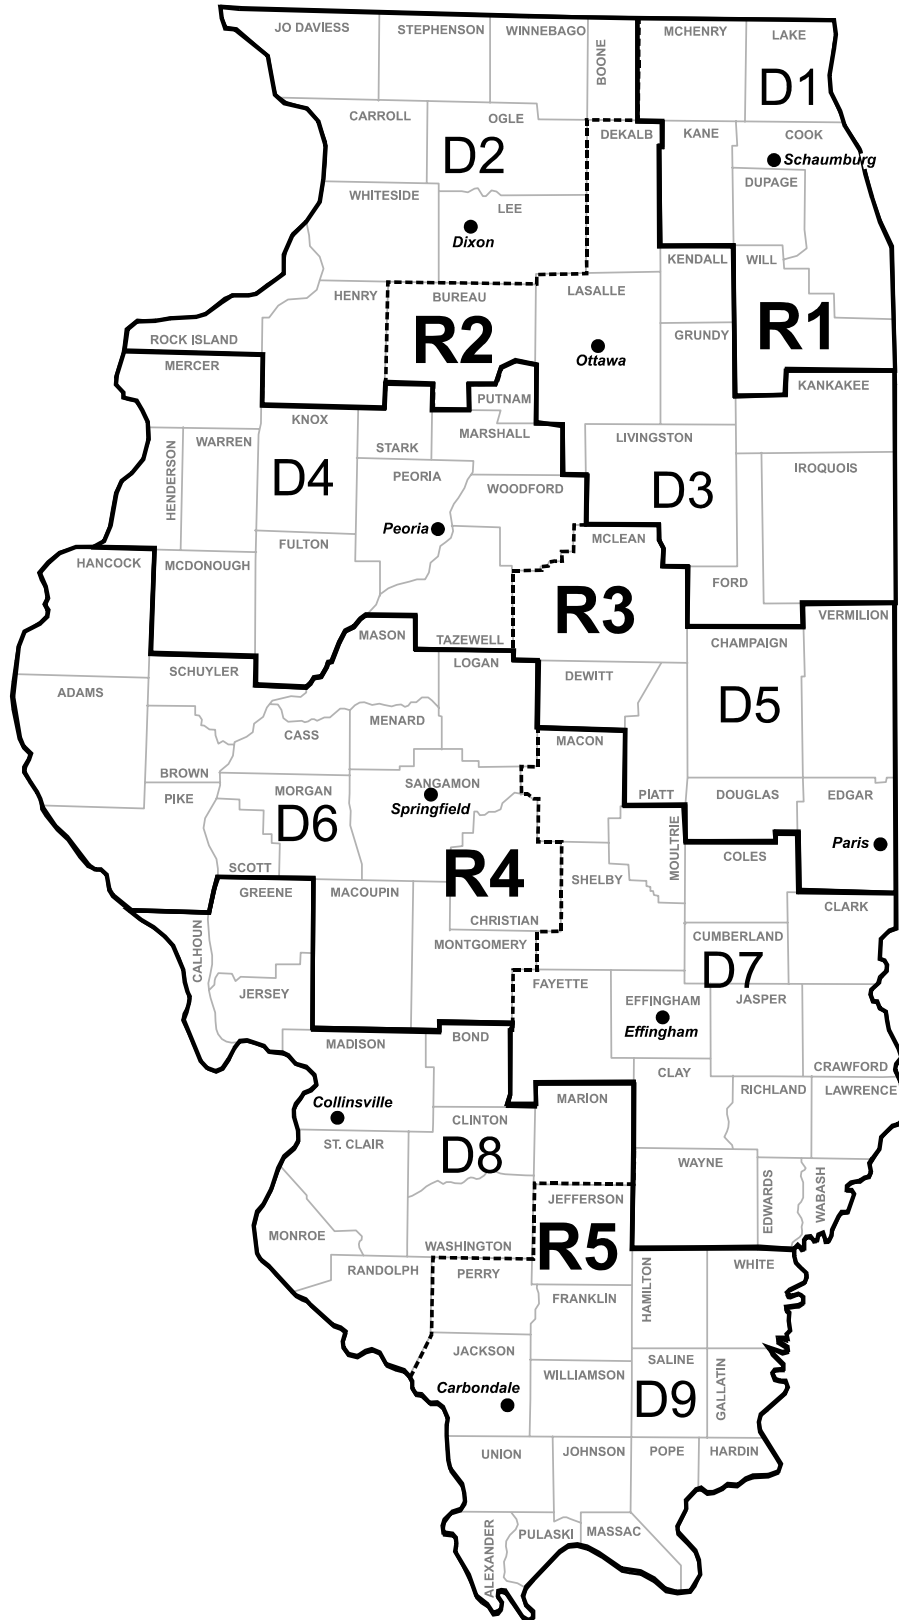 JO DAVIESS
STEPHENSON
WINNEBAGO
BOONE
MCHENRY
LAKE
D1
CARROLL
OGLE
D2
DEKALB
KANE
COOK
Schaumburg
DUPAGE
WHITESIDE
LEE
Dixon
KENDALL
WILL
HENRY
BUREAU
LASALLE
R2
R1
ROCK ISLAND
GRUNDY
Ottawa
MERCER
KANKAKEE
PUTNAM
KNOX
MARSHALL
HENDERSON
WARREN
STARK
LIVINGSTON
D4
PEORIA
WOODFORD
D3
IROQUOIS
Peoria
FULTON
MCLEAN
HANCOCK
MCDONOUGH
FORD
R3
VERMILION
MASON
TAZEWELL
CHAMPAIGN
SCHUYLER
LOGAN
DEWITT
ADAMS
D5
CASS
MENARD
MACON
BROWN
PIKE
MORGAN
SANGAMON
Springfield
PIATT
DOUGLAS
EDGAR
D6
MOULTRIE
Paris
SCOTT
R4
SHELBY
COLES
GREENE
MACOUPIN
CHRISTIAN
CLARK
CALHOUN
MONTGOMERY
CUMBERLAND
D7
JERSEY
FAYETTE
EFFINGHAM
JASPER
Effingham
MADISON
BOND
CLAY
CRAWFORD
RICHLAND
LAWRENCE
Collinsville
MARION
CLINTON
ST. CLAIR
D8
WAYNE
EDWARDS
WABASH
JEFFERSON
MONROE
WASHINGTON
R5
RANDOLPH
PERRY
HAMILTON
WHITE
FRANKLIN
JACKSON
SALINE
WILLIAMSON
GALLATIN
Carbondale
D9
UNION
JOHNSON
POPE
HARDIN
ALEXANDER
PULASKI
MASSAC